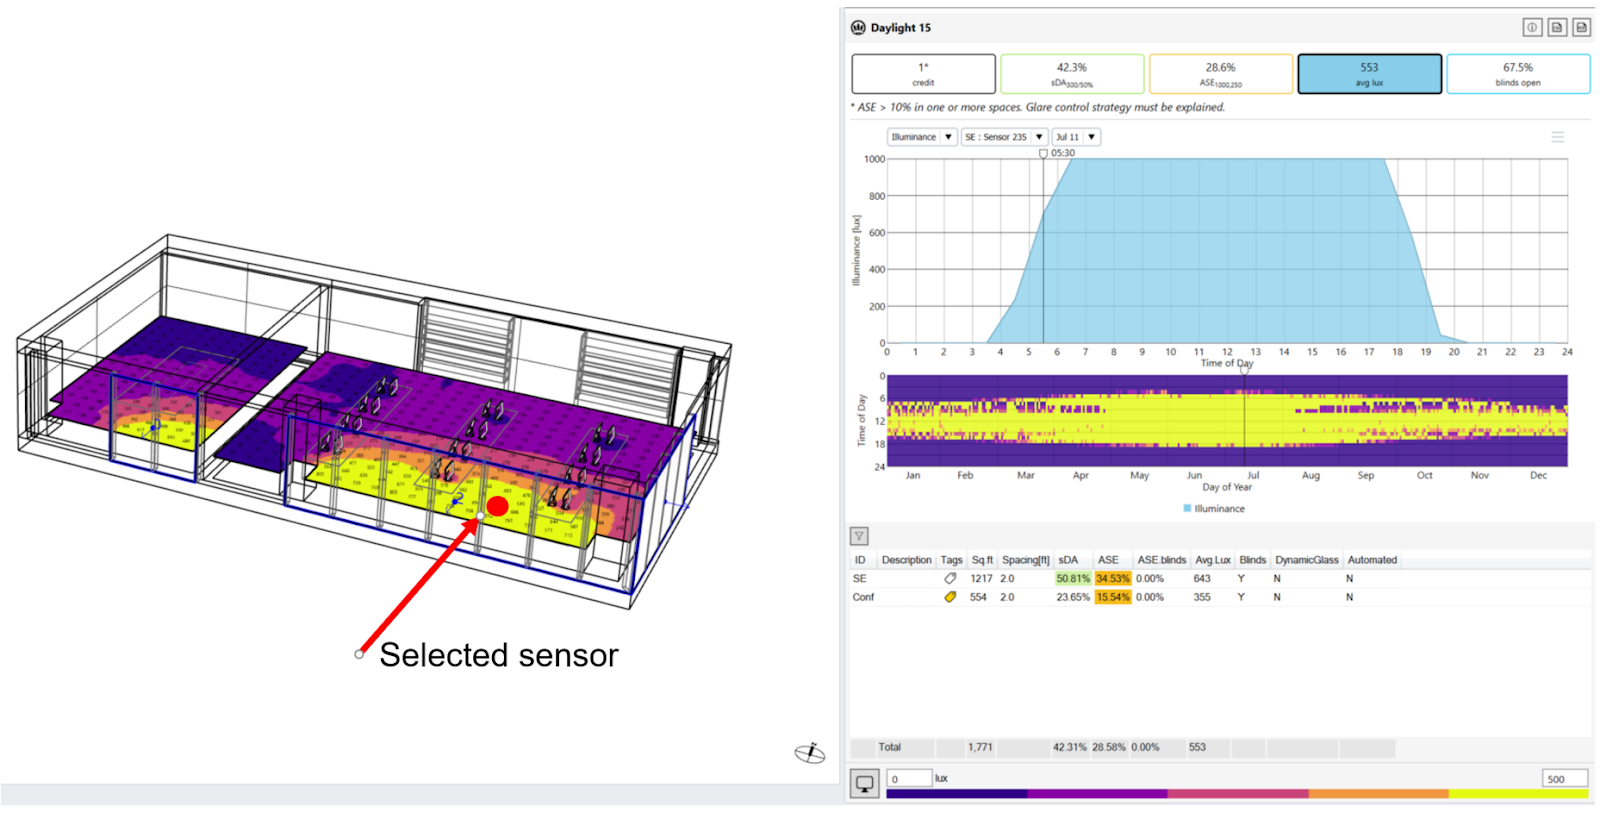 Daylight 15
1*
credit
42.3%
sDA300/50%
28.6%
ASE1000,250
553
avg lux
67.5%
blinds open
* ASE > 10% in one or more spaces. Glare control strategy must be explained.
Illuminance
SE : Sensor 235
Jul 11
05:30
1000
800
600
400
200
0
Illuminance [lux]
0 1 2 3 4 5 6 7 8 9 10 11 12 13 14 15 16 17 18 19 20 21 22 23 24
Time of Day
0
6
12
18
24
Time of Day
Jan Feb Mar Apr May Jun Jul Aug Sep Oct Nov Dec
Day of Year
Illuminance
ID Description Tags Sq.ft Spacing[ft] sDA ASE ASE.blinds Avg.Lux Blinds DynamicGlass Automated
SE 1217 2.0 50.81% 34.53% 0.00% 643 Y N N
Conf 554 2.0 23.65% 15.54% 0.00% 355 Y N N
Total 1,771 42.31% 28.58% 0.00% 553
0 lux 500
Selected sensor